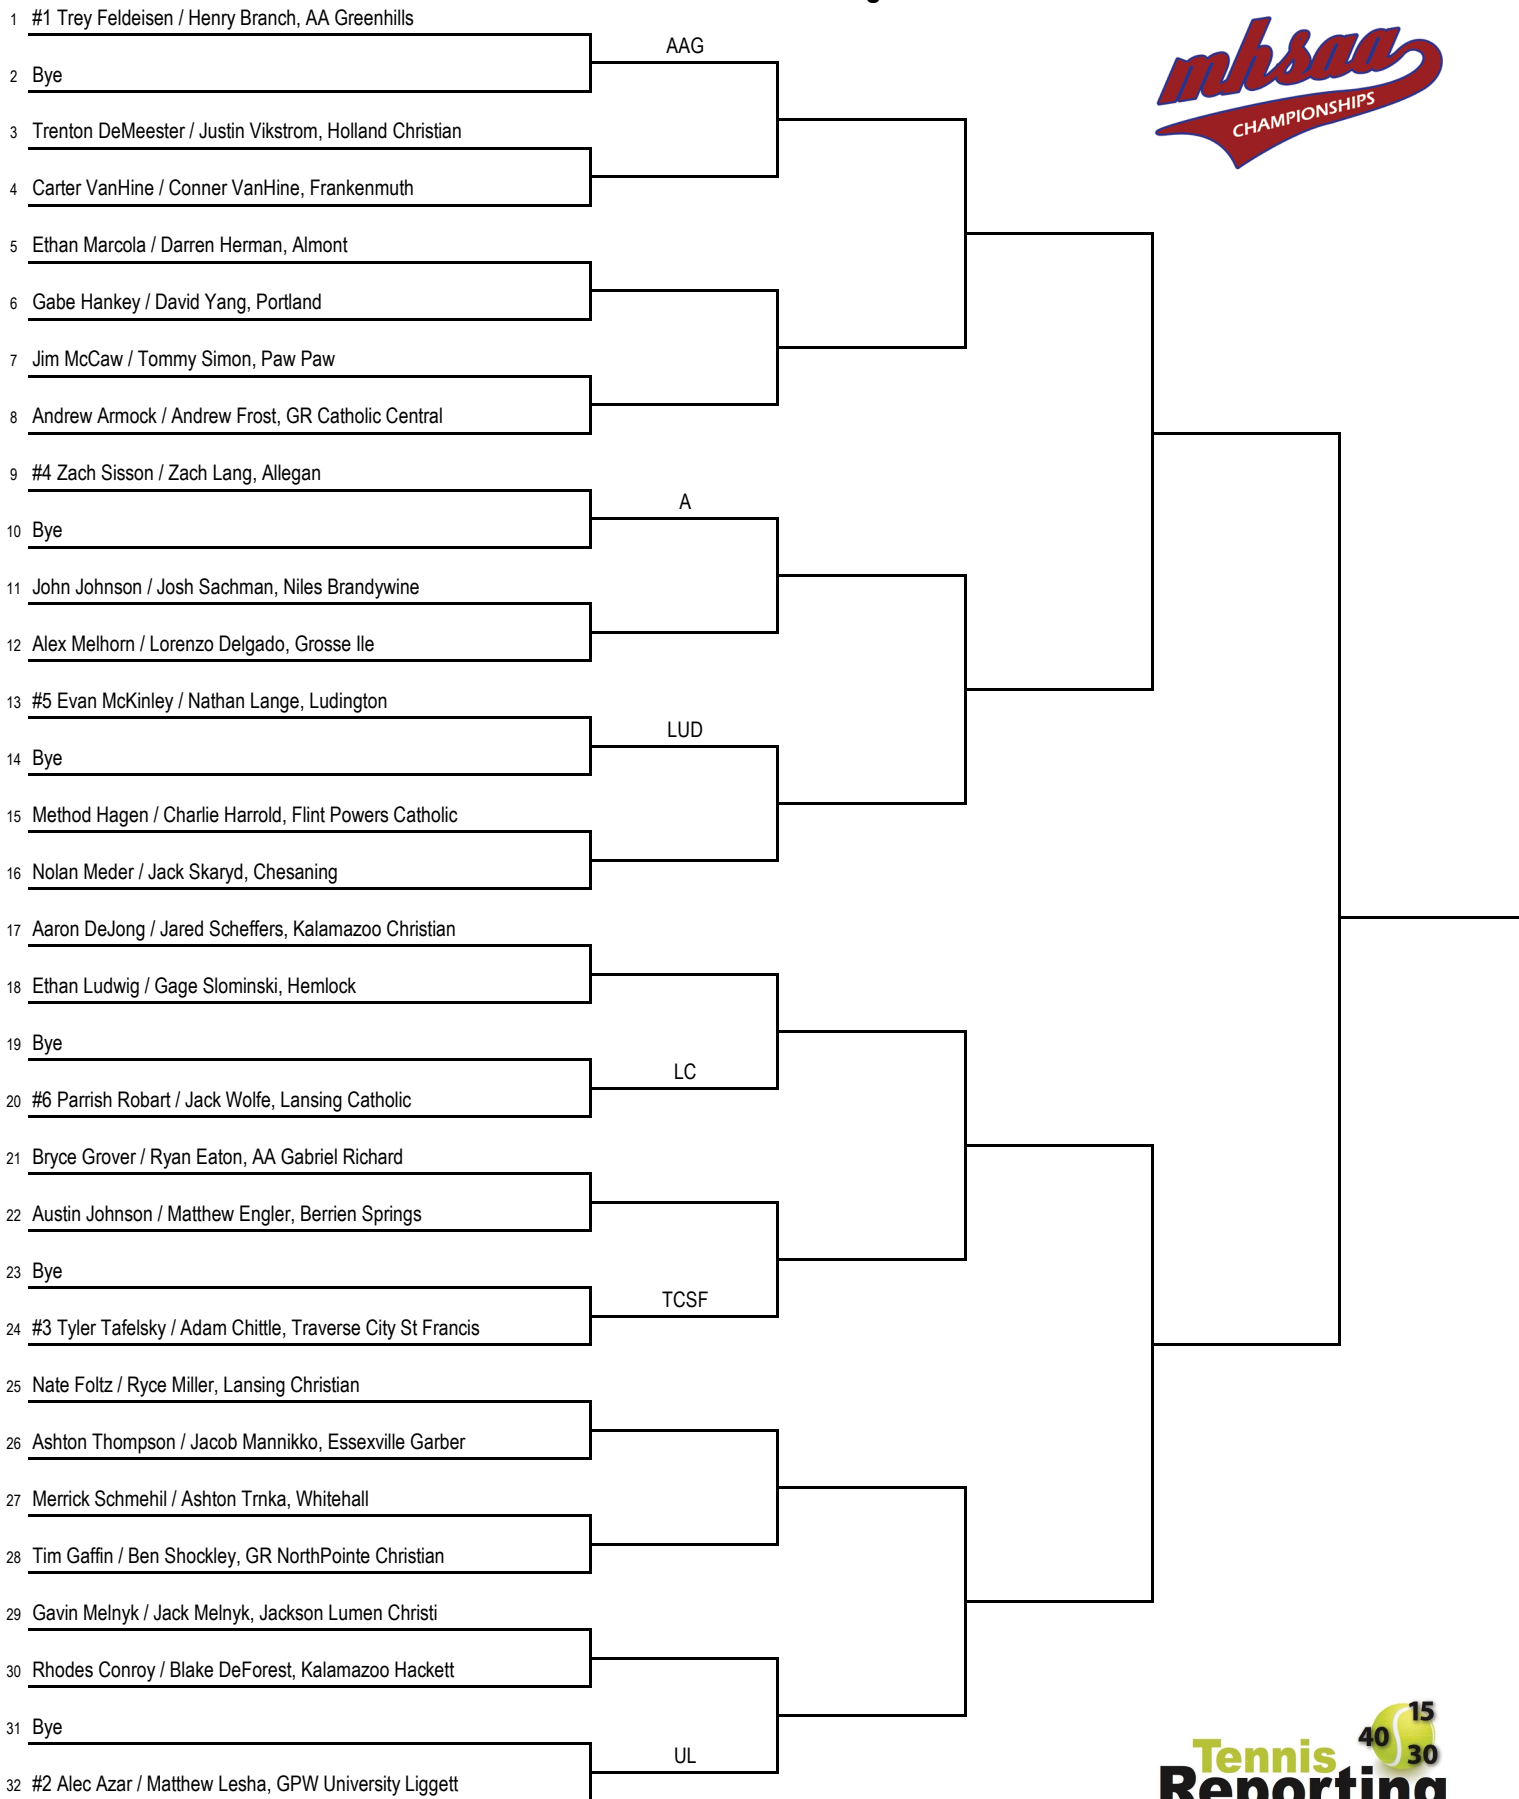 1 #1 Trey Feldeisen / Henry Branch, AA Greenhills
AAG
mhsaa
CHAMPIONSHIPS
2 Bye
3 Trenton DeMeester / Justin Vikstrom, Holland Christian
4 Carter VanHine / Conner VanHine, Frankenmuth
5 Ethan Marcola / Darren Herman, Almont
6 Gabe Hankey / David Yang, Portland
7 Jim McCaw / Tommy Simon, Paw Paw
8 Andrew Armock / Andrew Frost, GR Catholic Central
9 #4 Zach Sisson / Zach Lang, Allegan
A
10 Bye
11 John Johnson / Josh Sachman, Niles Brandywine
12 Alex Melhorn / Lorenzo Delgado, Grosse Ile
13 #5 Evan McKinley / Nathan Lange, Ludington
LUD
14 Bye
15 Method Hagen / Charlie Harrold, Flint Powers Catholic
16 Nolan Meder / Jack Skaryd, Chesaning
17 Aaron DeJong / Jared Scheffers, Kalamazoo Christian
18 Ethan Ludwig / Gage Slominski, Hemlock
19 Bye
LC
20 #6 Parrish Robart / Jack Wolfe, Lansing Catholic
21 Bryce Grover / Ryan Eaton, AA Gabriel Richard
22 Austin Johnson / Matthew Engler, Berrien Springs
23 Bye
TCSF
24 #3 Tyler Tafelsky / Adam Chittle, Traverse City St Francis
25 Nate Foltz / Ryce Miller, Lansing Christian
26 Ashton Thompson / Jacob Mannikko, Essexville Garber
27 Merrick Schmehil / Ashton Trnka, Whitehall
28 Tim Gaffin / Ben Shockley, GR NorthPointe Christian
29 Gavin Melnyk / Jack Melnyk, Jackson Lumen Christi
30 Rhodes Conroy / Blake DeForest, Kalamazoo Hackett
31 Bye
UL
32 #2 Alec Azar / Matthew Lesha, GPW University Liggett
15
40
30
Tennis
Reporting